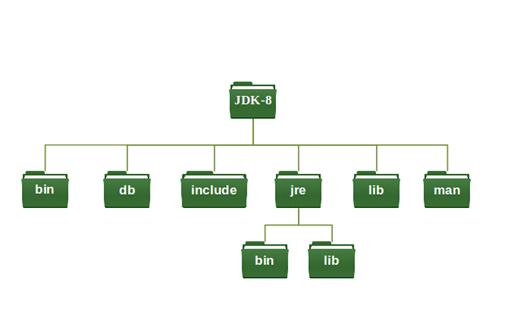 JDK-8
bin db include jre lib man
bin lib